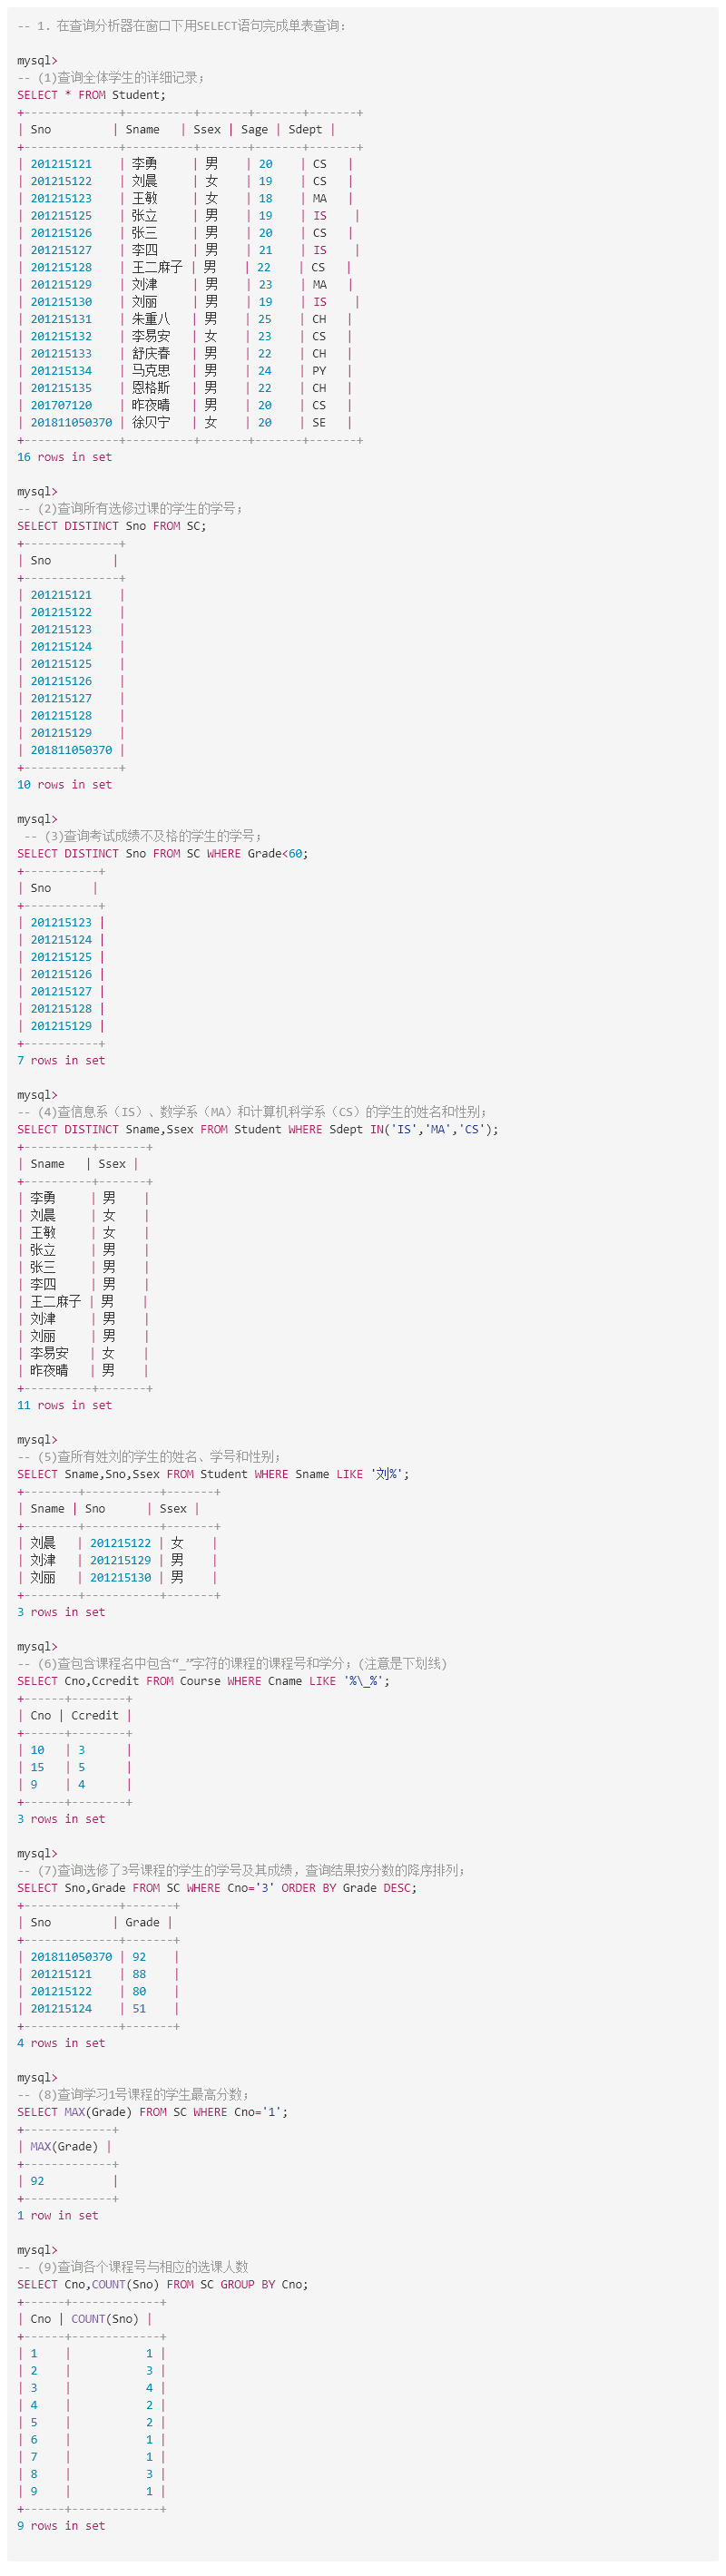 -- 1. 在查询分析器在窗口下用SELECT语句完成单表查询:
mysql>
-- (1)查询全体学生的详细记录;
SELECT * FROM Student;
+--------------+----------+-------+-------+-------+
| Sno         | Sname   | Ssex | Sage | Sdept |
+--------------+----------+-------+-------+-------+
| 201215121    | 李勇     | 男    | 20    | CS   |
| 201215122    | 刘晨     | 女    | 19    | CS   |
| 201215123    | 王敏     | 女    | 18    | MA   |
| 201215125    | 张立     | 男    | 19    | IS    |
| 201215126    | 张三     | 男    | 20    | CS   |
| 201215127    | 李四     | 男    | 21    | IS    |
| 201215128    | 王二麻子 | 男    | 22    | CS   |
| 201215129    | 刘津     | 男    | 23    | MA   |
| 201215130    | 刘丽     | 男    | 19    | IS    |
| 201215131    | 朱重八   | 男    | 25    | CH   |
| 201215132    | 李易安   | 女    | 23    | CS   |
| 201215133    | 舒庆春   | 男    | 22    | CH   |
| 201215134    | 马克思   | 男    | 24    | PY   |
| 201215135    | 恩格斯   | 男    | 22    | CH   |
| 201707120    | 昨夜晴   | 男    | 20    | CS   |
| 201811050370 | 徐贝宁   | 女    | 20    | SE   |
+--------------+----------+-------+-------+-------+
16 rows in set
mysql>
-- (2)查询所有选修过课的学生的学号;
SELECT DISTINCT Sno FROM SC;
+--------------+
| Sno         |
+--------------+
| 201215121    |
| 201215122    |
| 201215123    |
| 201215124    |
| 201215125    |
| 201215126    |
| 201215127    |
| 201215128    |
| 201215129    |
| 201811050370 |
+--------------+
10 rows in set
mysql>
-- (3)查询考试成绩不及格的学生的学号;
SELECT DISTINCT Sno FROM SC WHERE Grade<60;
+-----------+
| Sno      |
+-----------+
| 201215123 |
| 201215124 |
| 201215125 |
| 201215126 |
| 201215127 |
| 201215128 |
| 201215129 |
+-----------+
7 rows in set
mysql>
-- (4)查信息系（IS）、数学系（MA）和计算机科学系（CS）的学生的姓名和性别;
SELECT DISTINCT Sname,Ssex FROM Student WHERE Sdept IN('IS','MA','CS');
+----------+-------+
| Sname   | Ssex |
+----------+-------+
| 李勇     | 男    |
| 刘晨     | 女    |
| 王敏     | 女    |
| 张立     | 男    |
| 张三     | 男    |
| 李四     | 男    |
| 王二麻子 | 男    |
| 刘津     | 男    |
| 刘丽     | 男    |
| 李易安   | 女    |
| 昨夜晴   | 男    |
+----------+-------+
11 rows in set
mysql>
-- (5)查所有姓刘的学生的姓名、学号和性别;
SELECT Sname,Sno,Ssex FROM Student WHERE Sname LIKE '刘%';
+--------+-----------+-------+
| Sname | Sno      | Ssex |
+--------+-----------+-------+
| 刘晨   | 201215122 | 女    |
| 刘津   | 201215129 | 男    |
| 刘丽   | 201215130 | 男    |
+--------+-----------+-------+
3 rows in set
mysql>
-- (6)查包含课程名中包含“_”字符的课程的课程号和学分;(注意是下划线)
SELECT Cno,Ccredit FROM Course WHERE Cname LIKE '%\_%';
+------+--------+
| Cno | Ccredit |
+------+--------+
| 10   | 3      |
| 15   | 5      |
| 9    | 4      |
+------+--------+
3 rows in set
mysql>
-- (7)查询选修了3号课程的学生的学号及其成绩，查询结果按分数的降序排列;
SELECT Sno,Grade FROM SC WHERE Cno='3' ORDER BY Grade DESC;
+--------------+-------+
| Sno         | Grade |
+--------------+-------+
| 201811050370 | 92    |
| 201215121    | 88    |
| 201215122    | 80    |
| 201215124    | 51    |
+--------------+-------+
4 rows in set
mysql>
-- (8)查询学习1号课程的学生最高分数;
SELECT MAX(Grade) FROM SC WHERE Cno='1';
+-------------+
| MAX(Grade) |
+-------------+
| 92          |
+-------------+
1 row in set
mysql>
-- (9)查询各个课程号与相应的选课人数
SELECT Cno,COUNT(Sno) FROM SC GROUP BY Cno;
+------+-------------+
| Cno | COUNT(Sno) |
+------+-------------+
| 1    |           1 |
| 2    |           3 |
| 3    |           4 |
| 4    |           2 |
| 5    |           2 |
| 6    |           1 |
| 7    |           1 |
| 8    |           3 |
| 9    |           1 |
+------+-------------+
9 rows in set